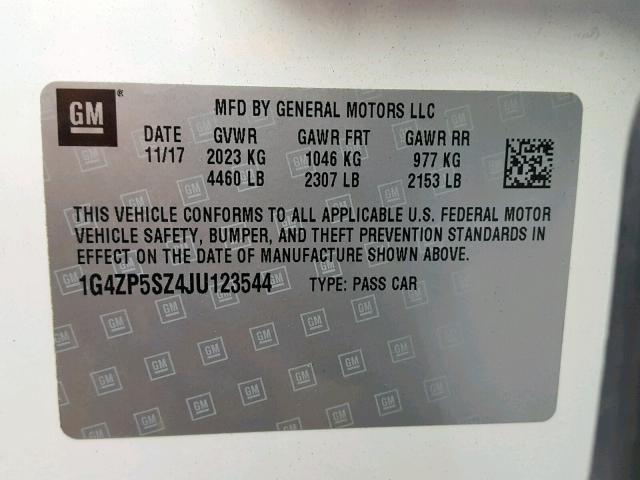 GM® MFD BY GENERAL MOTORS LLC
DATE GVWR GAWR FRT GAWR RR
11/17 2023 KG 1046 KG 977 KG
4460 LB 2307 LB 2153 LB
THIS VEHICLE CONFORMS TO ALL APPLICABLE U.S. FEDERAL MOTOR
VEHICLE SAFETY, BUMPER, AND THEFT PREVENTION STANDARDS IN
EFFECT ON THE DATE OF MANUFACTURE SHOWN ABOVE.
1G4ZP5SZ4JU123544 TYPE: PASS CAR